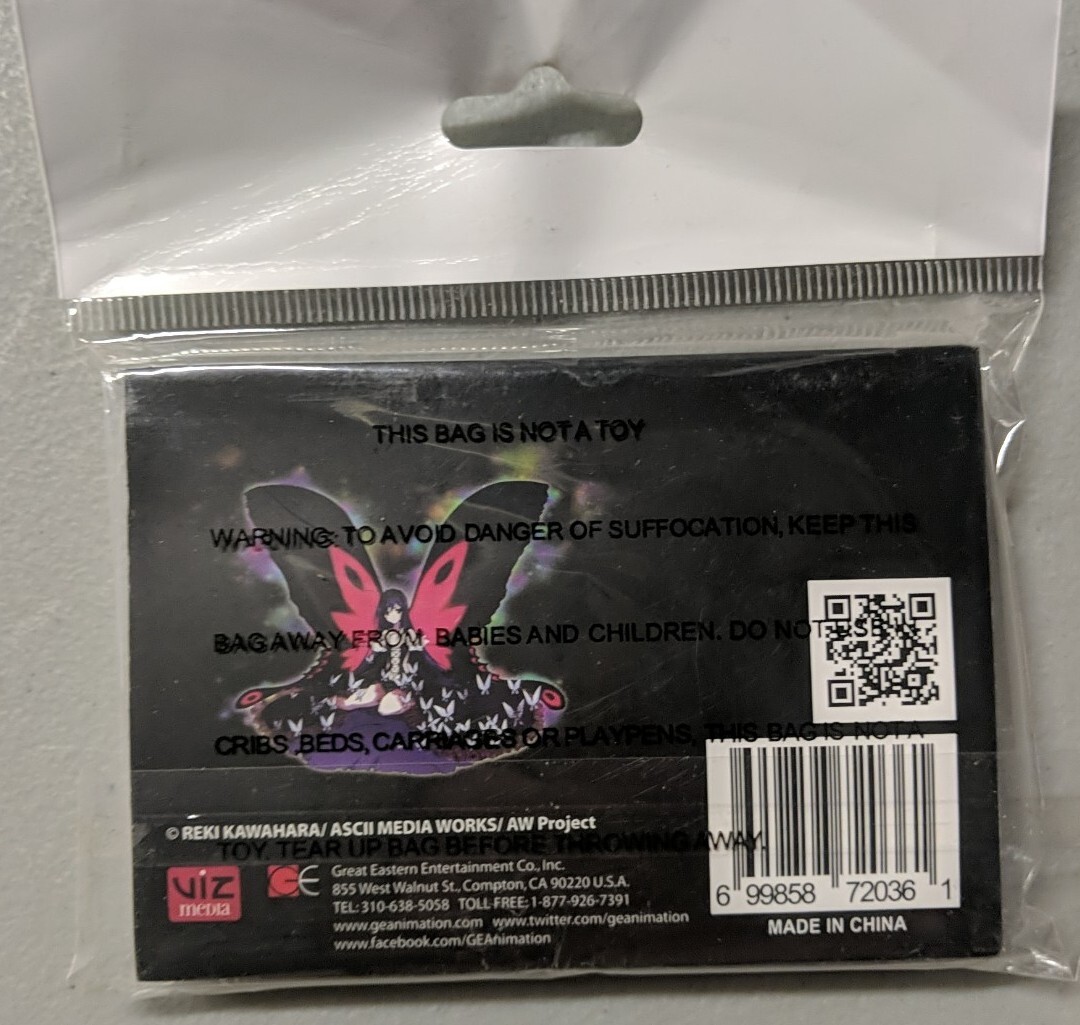 THIS BAG IS NOT A TOY
WARNING: TO AVOID DANGER OF SUFFOCATION, KEEP THIS
BAG AWAY FROM BABIES AND CHILDREN. DO NOT USE IN
CRIBS ,BEDS, CARRIAGES OR PLAYPENS, THIS BAG IS NOT A
© REKI KAWAHARA/ ASCII MEDIA WORKS/ AW Project
TOY. TEAR UP BAG BEFORE THROWING AWAY.
VIZ
media
GE
Great Eastern Entertainment Co., Inc.
855 West Walnut St., Compton, CA 90220 U.S.A.
TEL: 310-638-5058 TOLL FREE: 1-877-926-7391
www.geanimation.com www.twitter.com/geanimation
www.facebook.com/GEAnimation
6 99858 72036 1
MADE IN CHINA